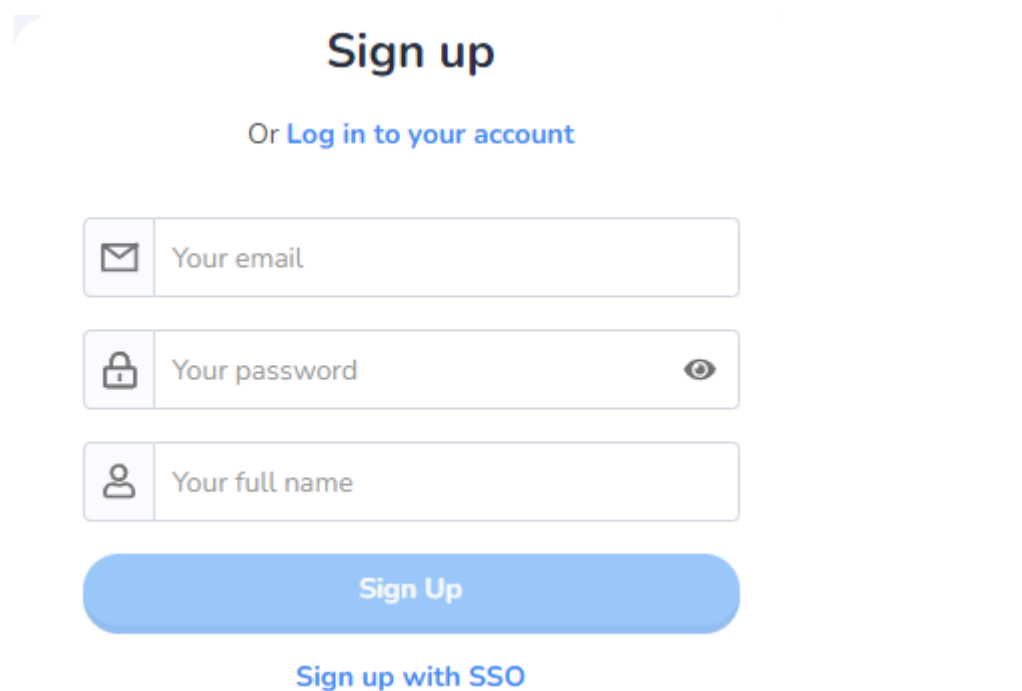 Sign up
Or Log in to your account
Your email
Your password
Your full name
Sign Up
Sign up with SSO